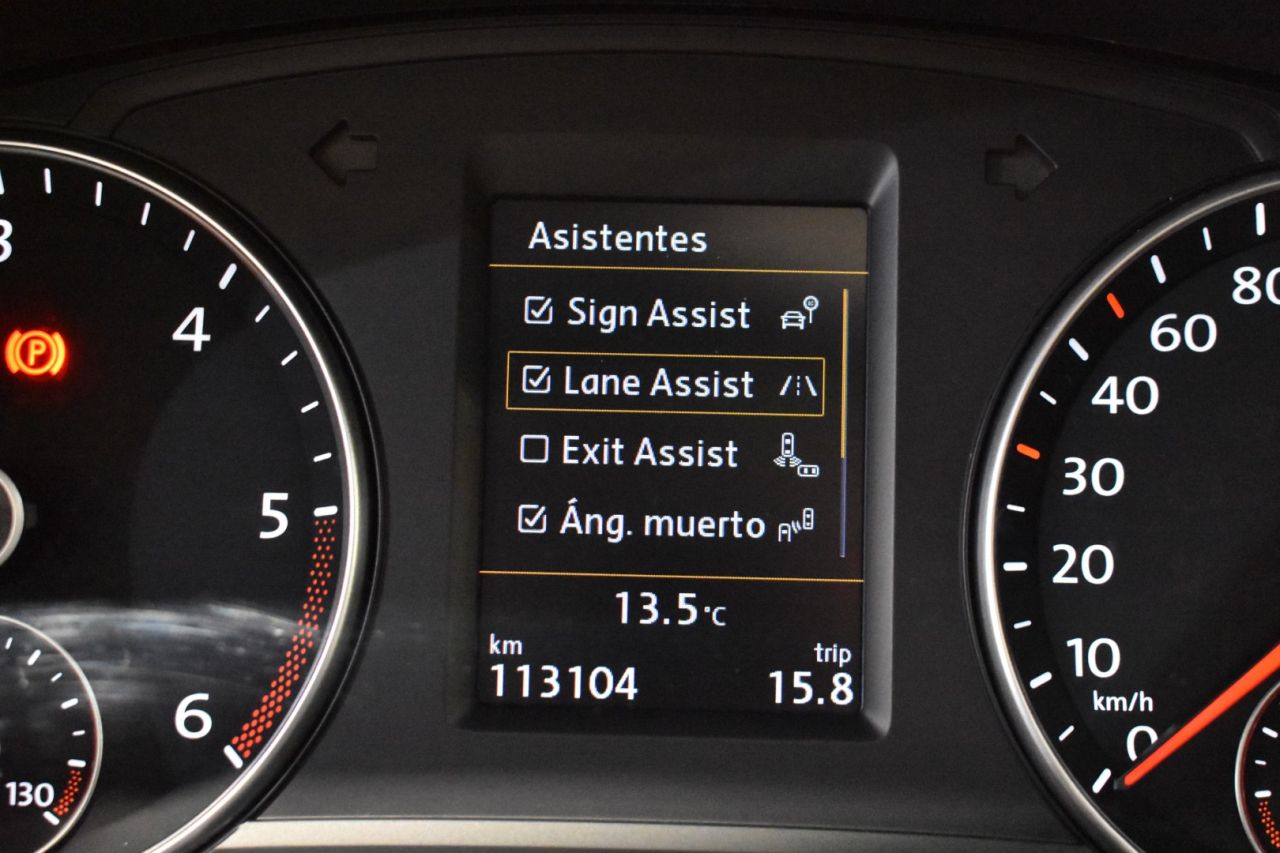 Asistentes
Sign Assist
Lane Assist
Exit Assist
Áng. muerto
13.5°C
km
trip
113104
15.8
3
4
5
6
P
130
80
60
40
30
20
10
km/h
0